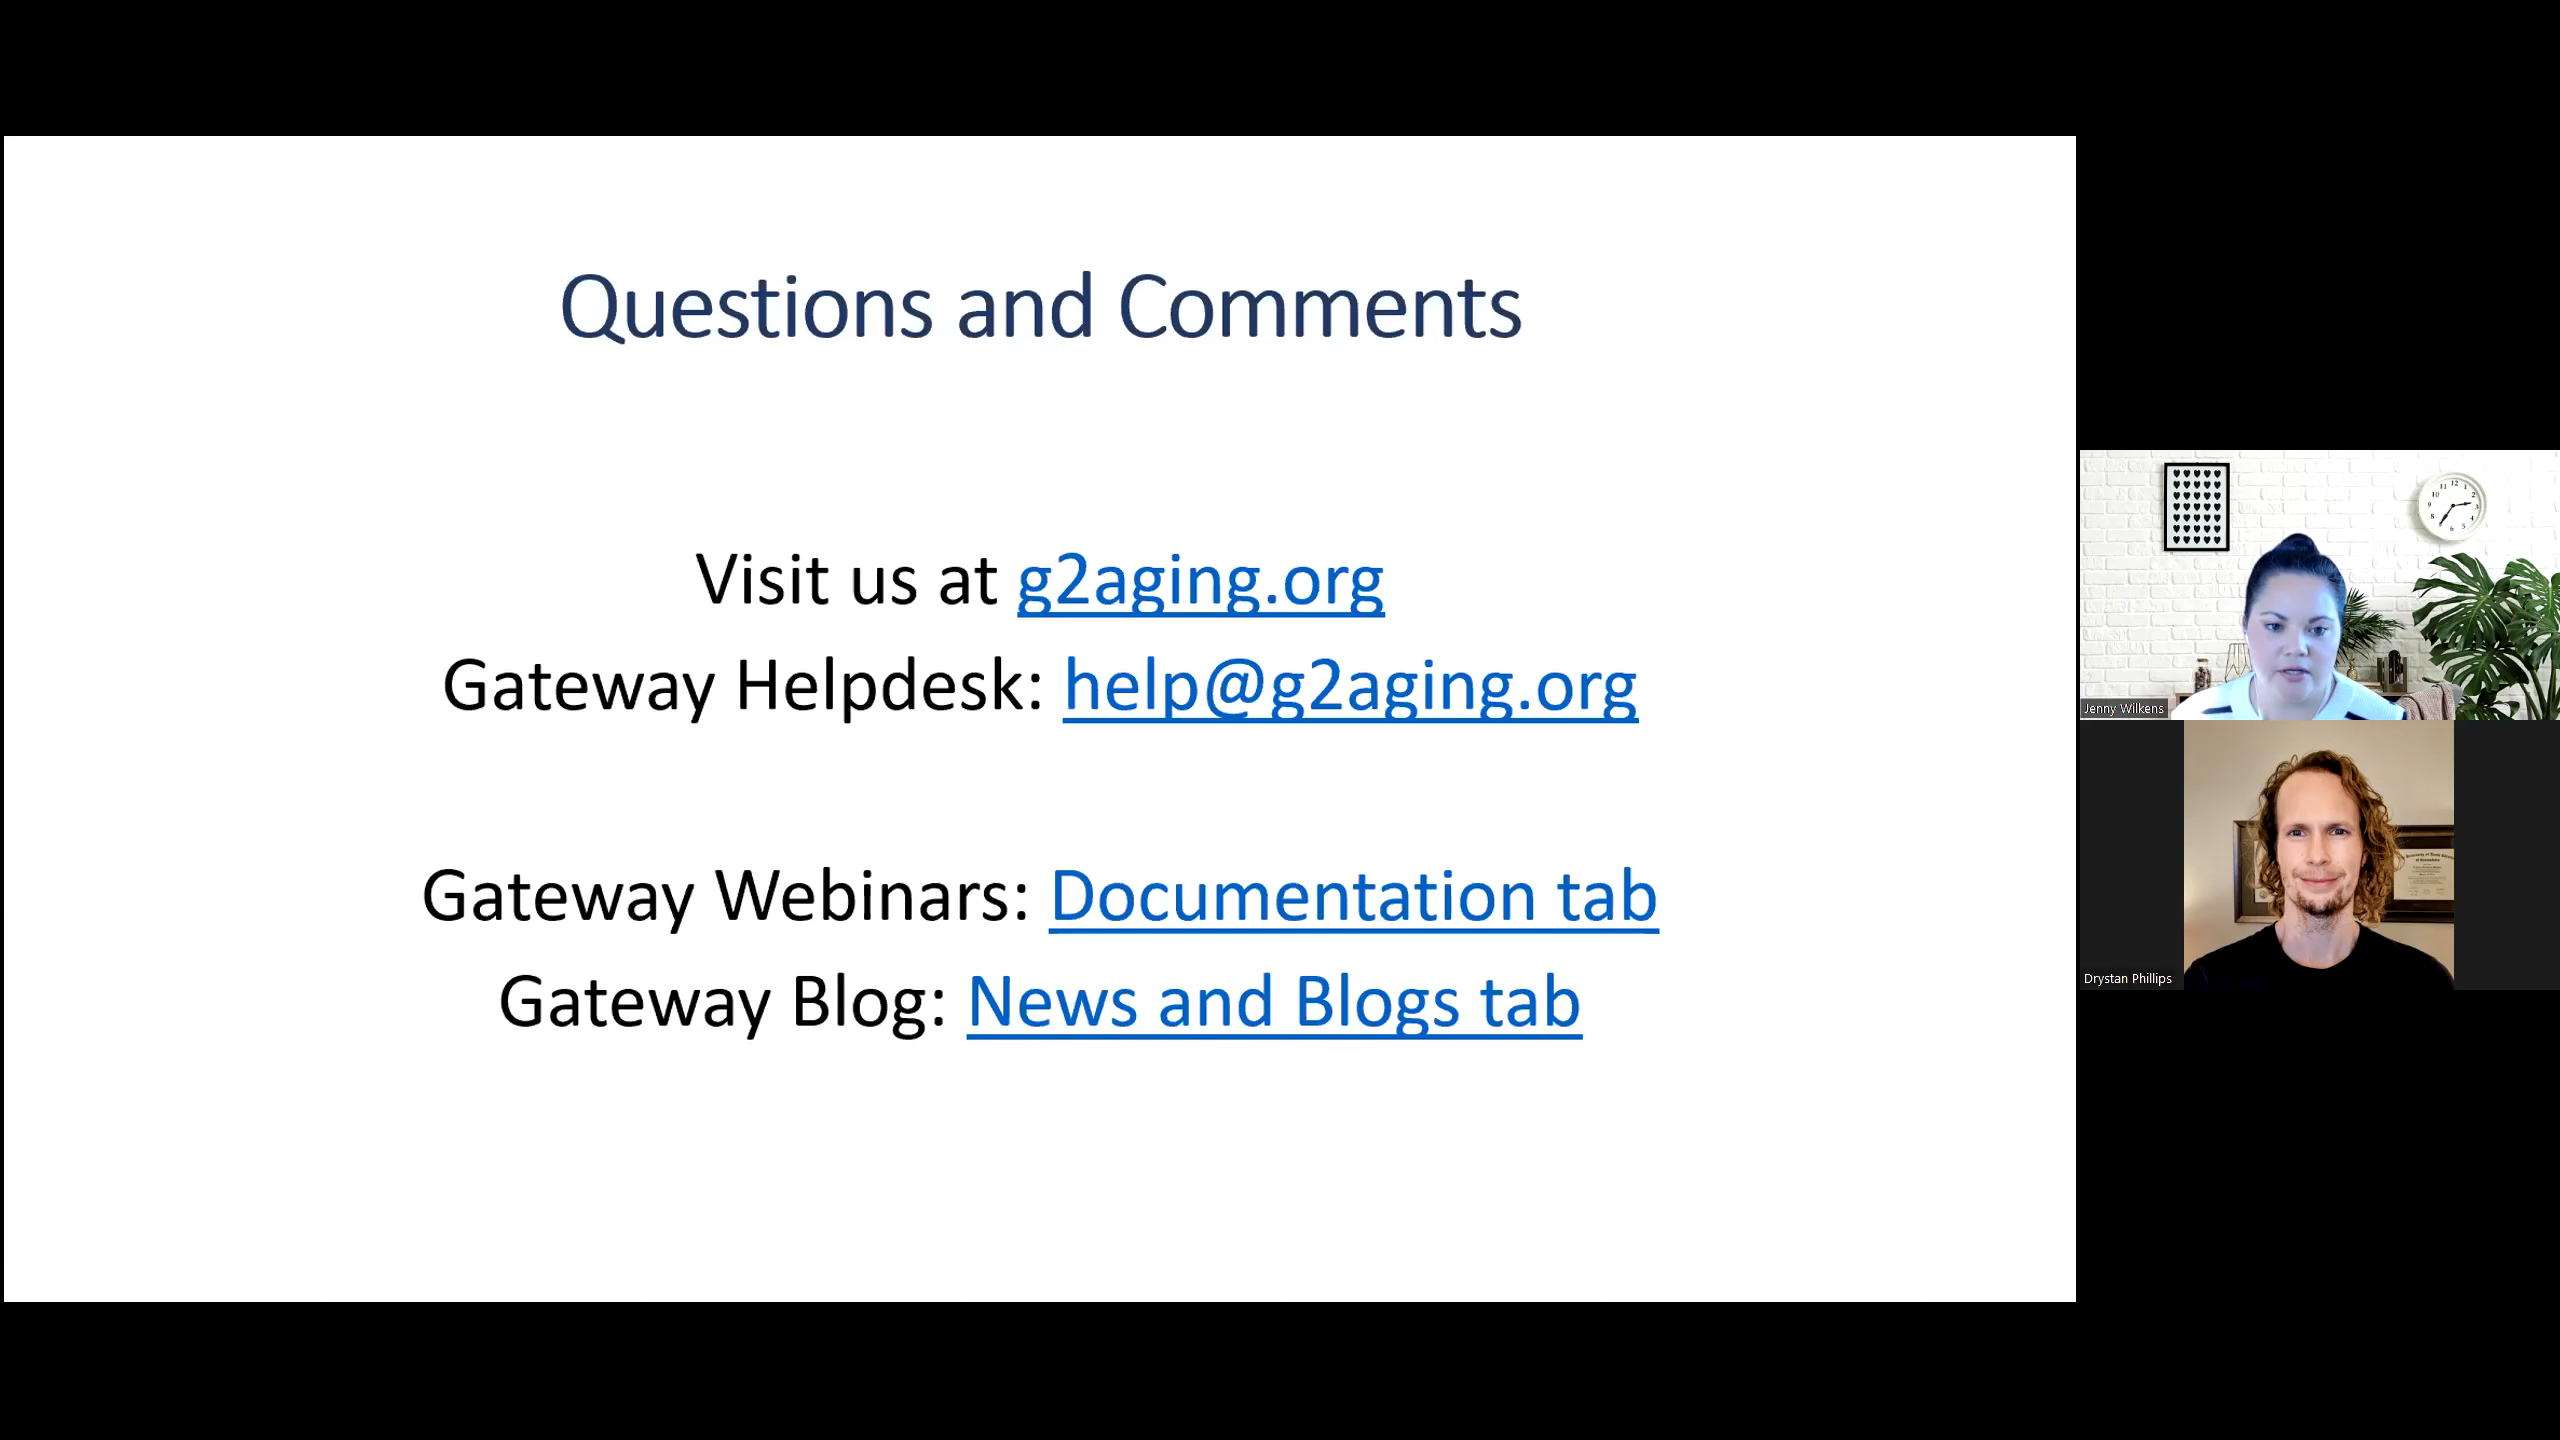 Questions and Comments
Visit us at g2aging.org
Gateway Helpdesk: help@g2aging.org
Gateway Webinars: Documentation tab
Gateway Blog: News and Blogs tab
Jenny Wilkens
Drystan Phillips